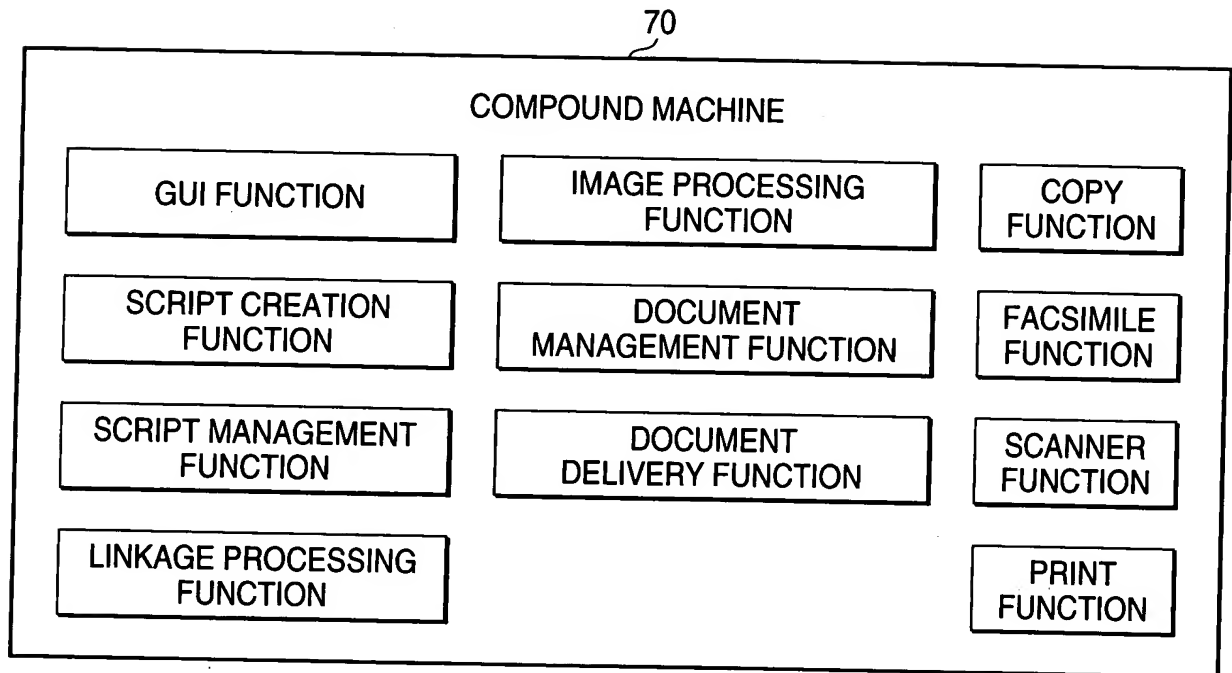 70
COMPOUND MACHINE
GUI FUNCTION
IMAGE PROCESSING
FUNCTION
COPY
FUNCTION
SCRIPT CREATION
FUNCTION
DOCUMENT
MANAGEMENT FUNCTION
FACSIMILE
FUNCTION
SCRIPT MANAGEMENT
FUNCTION
DOCUMENT
DELIVERY FUNCTION
SCANNER
FUNCTION
LINKAGE PROCESSING
FUNCTION
PRINT
FUNCTION